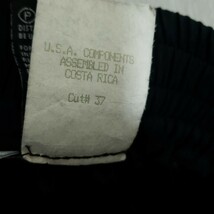 U.S.A. COMPONENTS
ASSEMBLED IN
COSTA RICA
Cut# 37